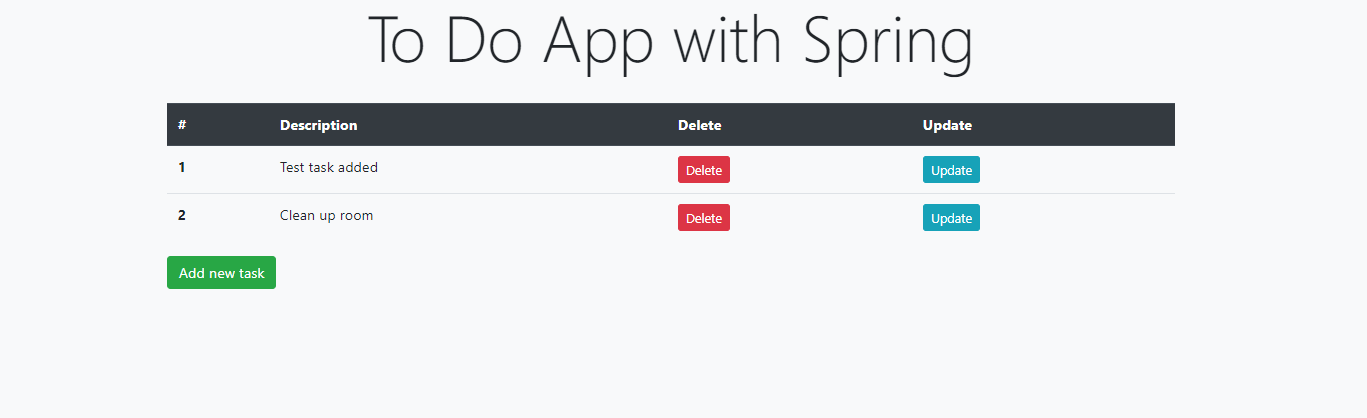 To Do App with Spring
# Description Delete Update
1 Test task added Delete Update
2 Clean up room Delete Update
Add new task